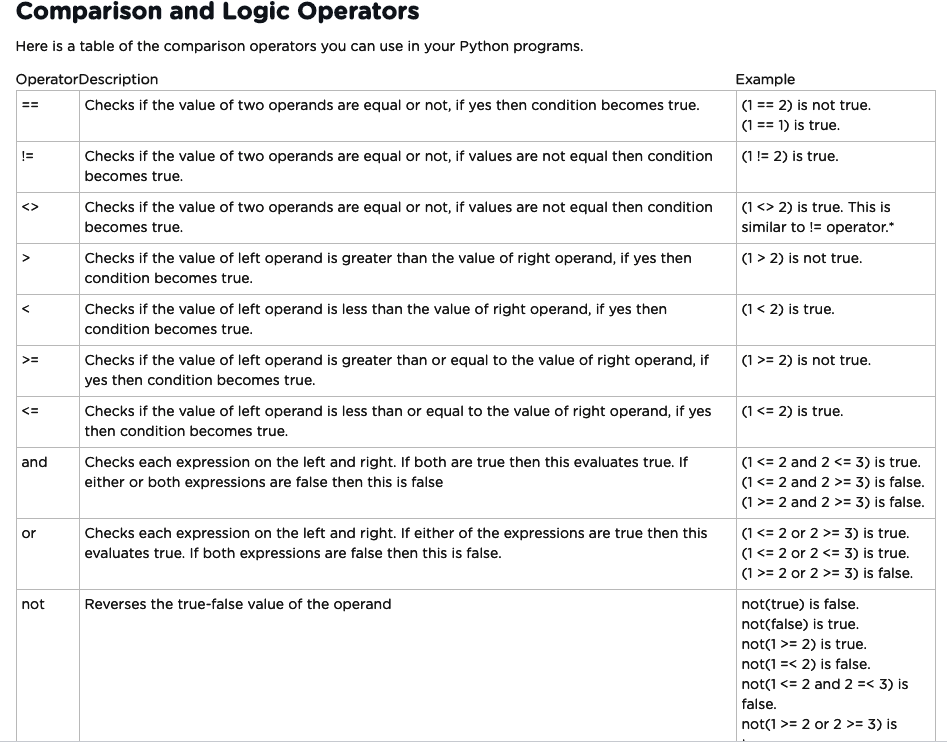 Comparison and Logic Operators
Here is a table of the comparison operators you can use in your Python programs.
OperatorDescription Example
== Checks if the value of two operands are equal or not, if yes then condition becomes true. (1 == 2) is not true.
(1 == 1) is true.
!= Checks if the value of two operands are equal or not, if values are not equal then condition (1 != 2) is true.
becomes true.
<> Checks if the value of two operands are equal or not, if values are not equal then condition (1 <> 2) is true. This is
becomes true. similar to != operator.*
> Checks if the value of left operand is greater than the value of right operand, if yes then (1 > 2) is not true.
condition becomes true.
< Checks if the value of left operand is less than the value of right operand, if yes then (1 < 2) is true.
condition becomes true.
>= Checks if the value of left operand is greater than or equal to the value of right operand, if (1 >= 2) is not true.
yes then condition becomes true.
<= Checks if the value of left operand is less than or equal to the value of right operand, if yes (1 <= 2) is true.
then condition becomes true.
and Checks each expression on the left and right. If both are true then this evaluates true. If (1 <= 2 and 2 <= 3) is true.
either or both expressions are false then this is false (1 <= 2 and 2 >= 3) is false.
(1 >= 2 and 2 >= 3) is false.
or Checks each expression on the left and right. If either of the expressions are true then this (1 <= 2 or 2 >= 3) is true.
evaluates true. If both expressions are false then this is false. (1 <= 2 or 2 <= 3) is true.
(1 >= 2 or 2 >= 3) is false.
not Reverses the true-false value of the operand not(true) is false.
not(false) is true.
not(1 >= 2) is true.
not(1 =< 2) is false.
not(1 <= 2 and 2 =< 3) is
false.
not(1 >= 2 or 2 >= 3) is